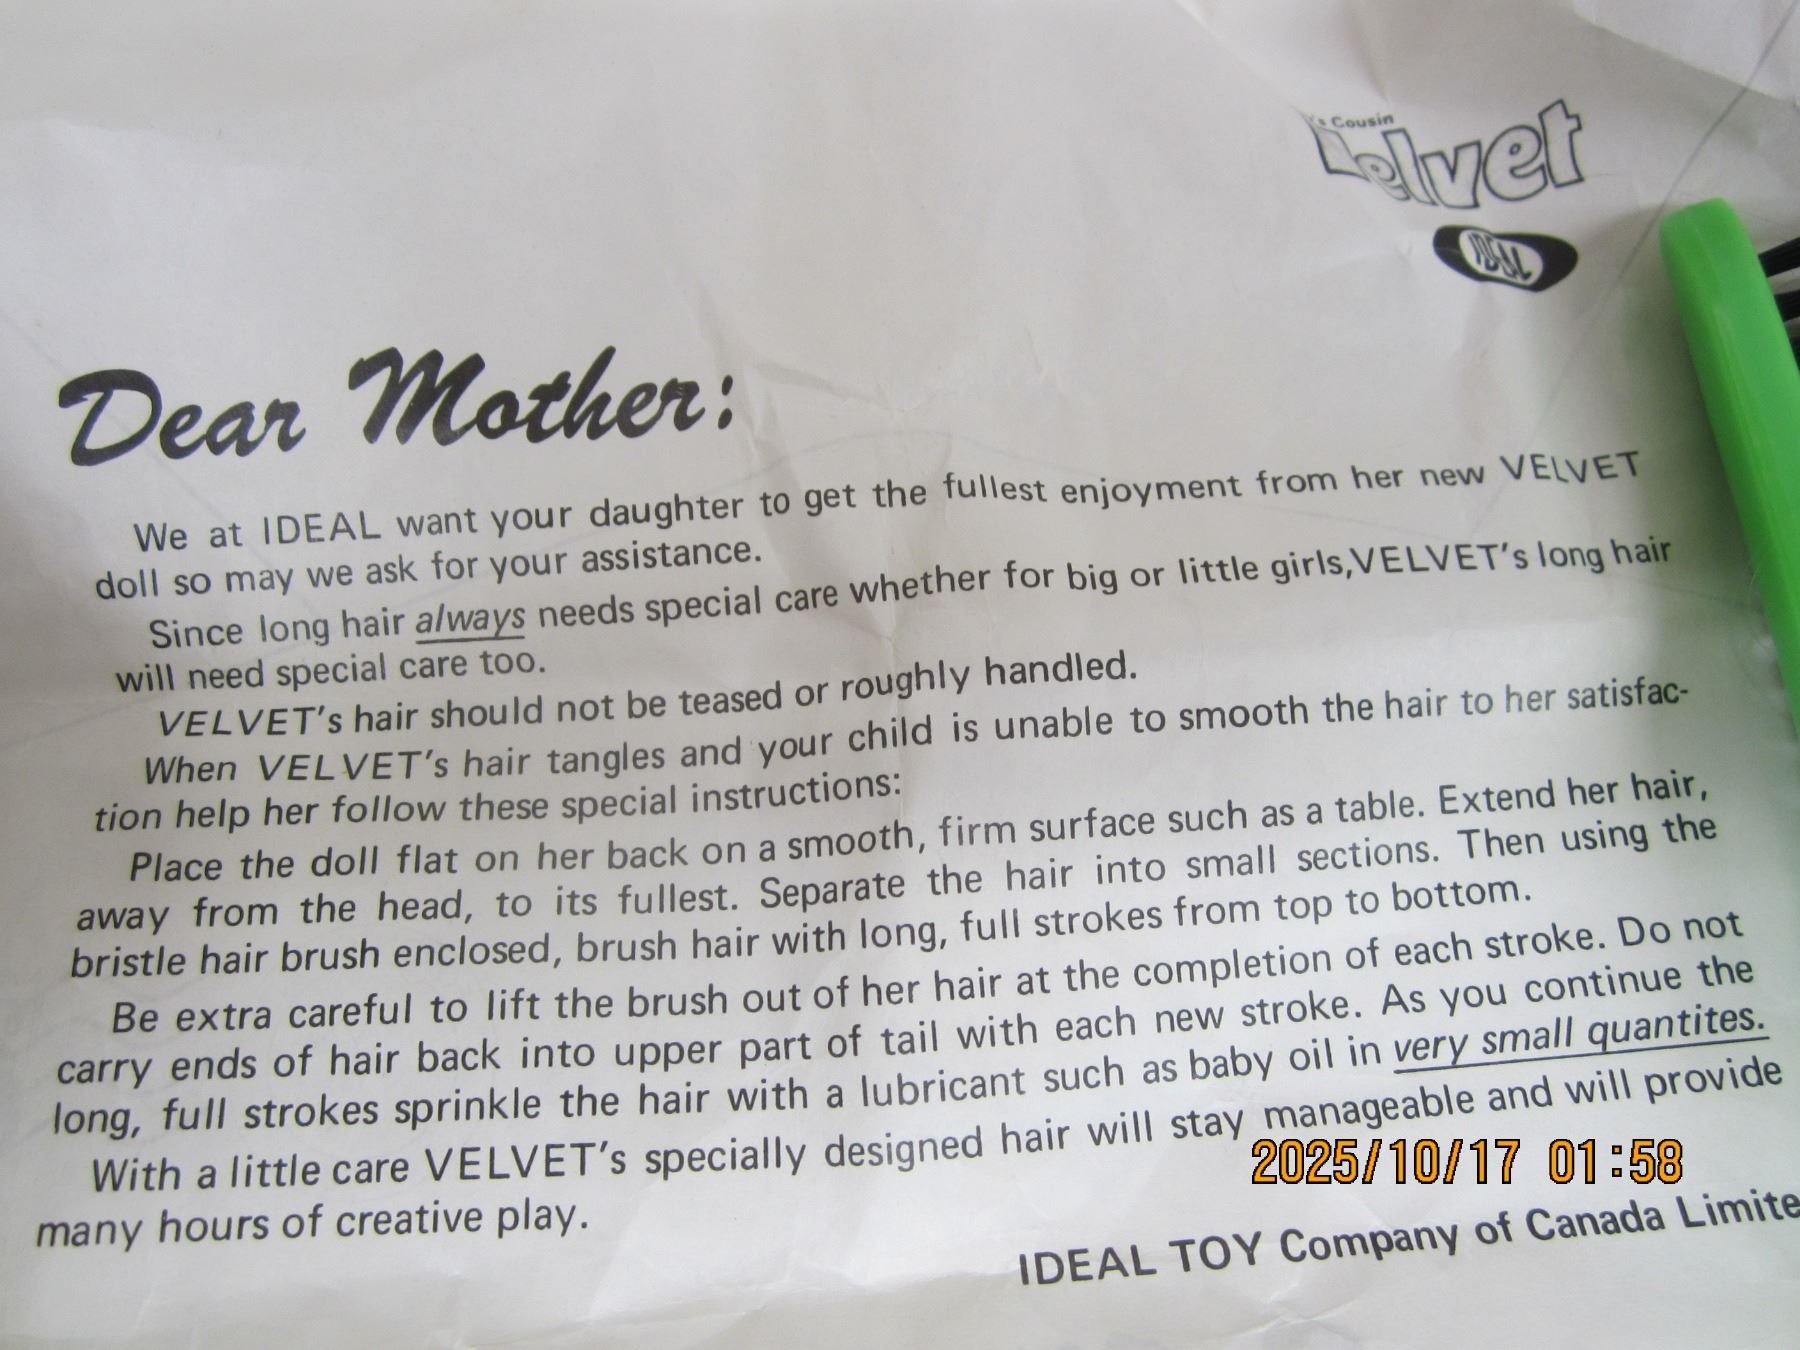 's Cousin
Velvet
IDEAL
Dear Mother:
We at IDEAL want your daughter to get the fullest enjoyment from her new VELVET
doll so may we ask for your assistance.
Since long hair always needs special care whether for big or little girls,VELVET's long hair
will need special care too.
VELVET's hair should not be teased or roughly handled.
When VELVET's hair tangles and your child is unable to smooth the hair to her satisfac-
tion help her follow these special instructions:
Place the doll flat on her back on a smooth, firm surface such as a table. Extend her hair,
away from the head, to its fullest. Separate the hair into small sections. Then using the
bristle hair brush enclosed, brush hair with long, full strokes from top to bottom.
Be extra careful to lift the brush out of her hair at the completion of each stroke. Do not
carry ends of hair back into upper part of tail with each new stroke. As you continue the
long, full strokes sprinkle the hair with a lubricant such as baby oil in very small quantites.
With a little care VELVET's specially designed hair will stay manageable and will provide
many hours of creative play.
2025/10/17 01:58
IDEAL TOY Company of Canada Limite